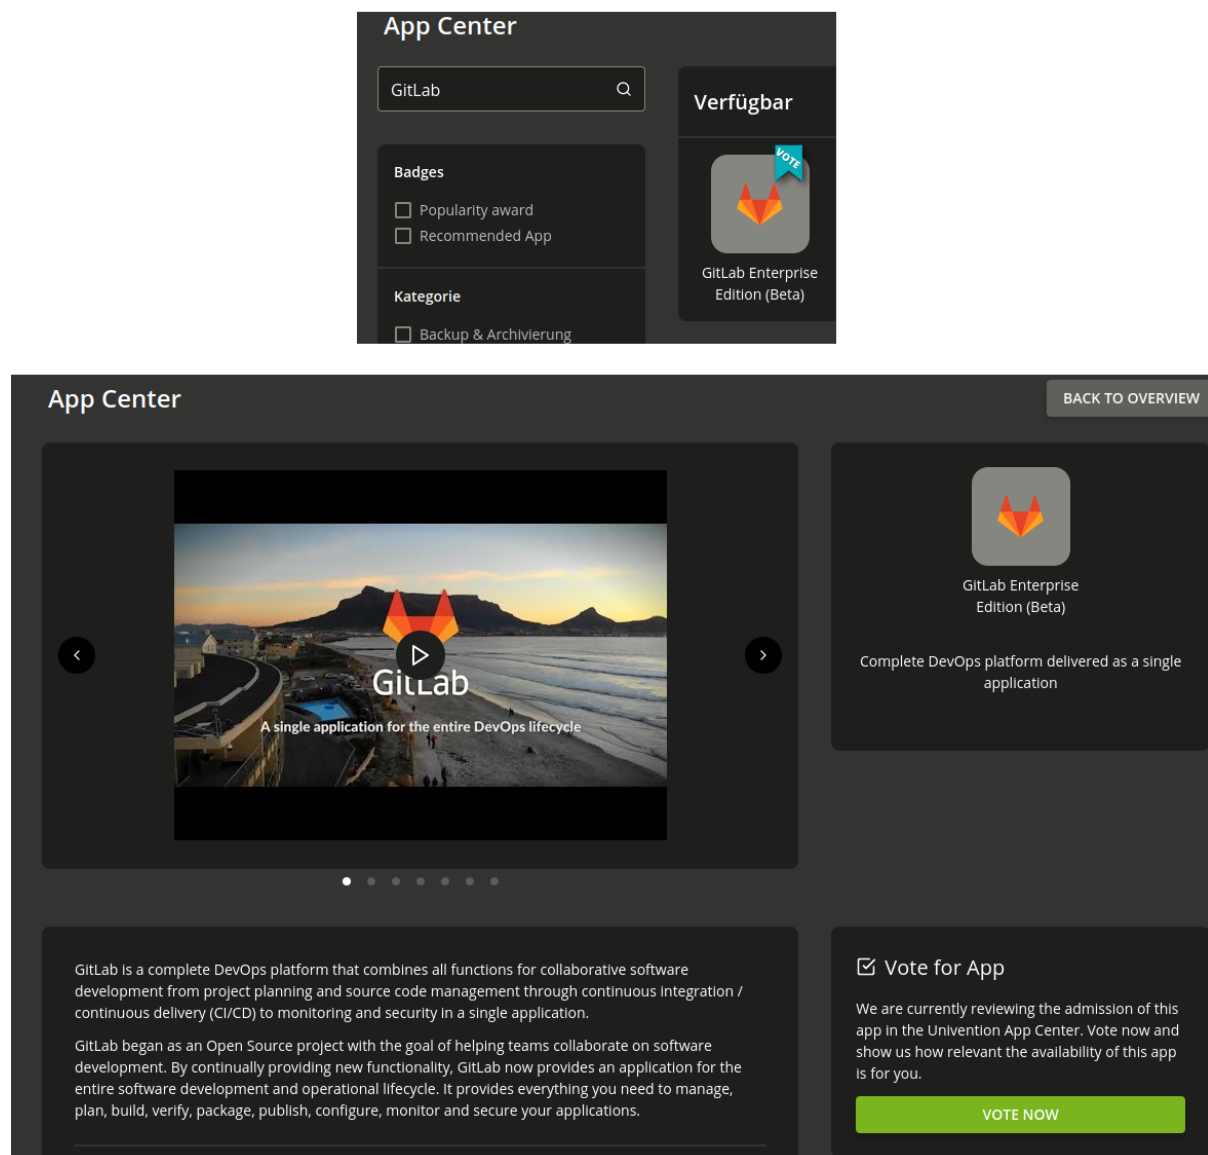 App Center
GitLab
Verfügbar
Badges
Popularity award
Recommended App
VOTE
GitLab Enterprise
Edition (Beta)
Kategorie
Backup & Archivierung
App Center
BACK TO OVERVIEW
GitLab
A single application for the entire DevOps lifecycle
GitLab Enterprise
Edition (Beta)
Complete DevOps platform delivered as a single
application
GitLab is a complete DevOps platform that combines all functions for collaborative software
development from project planning and source code management through continuous integration /
continuous delivery (CI/CD) to monitoring and security in a single application.
GitLab began as an Open Source project with the goal of helping teams collaborate on software
development. By continually providing new functionality, GitLab now provides an application for the
entire software development and operational lifecycle. It provides everything you need to manage,
plan, build, verify, package, publish, configure, monitor and secure your applications.
Vote for App
We are currently reviewing the admission of this
app in the Univention App Center. Vote now and
show us how relevant the availability of this app
is for you.
VOTE NOW